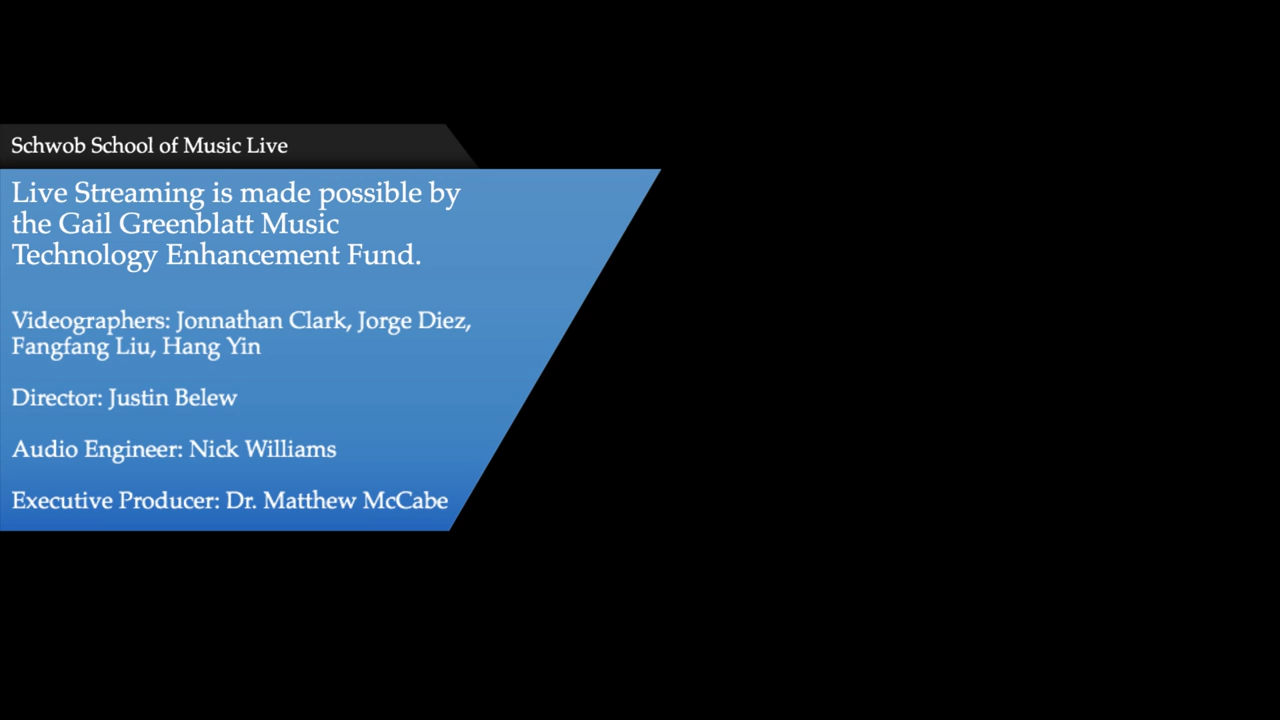 Schwob School of Music Live
Live Streaming is made possible by
the Gail Greenblatt Music
Technology Enhancement Fund.
Videographers: Jonnathan Clark, Jorge Diez,
Fangfang Liu, Hang Yin
Director: Justin Belew
Audio Engineer: Nick Williams
Executive Producer: Dr. Matthew McCabe